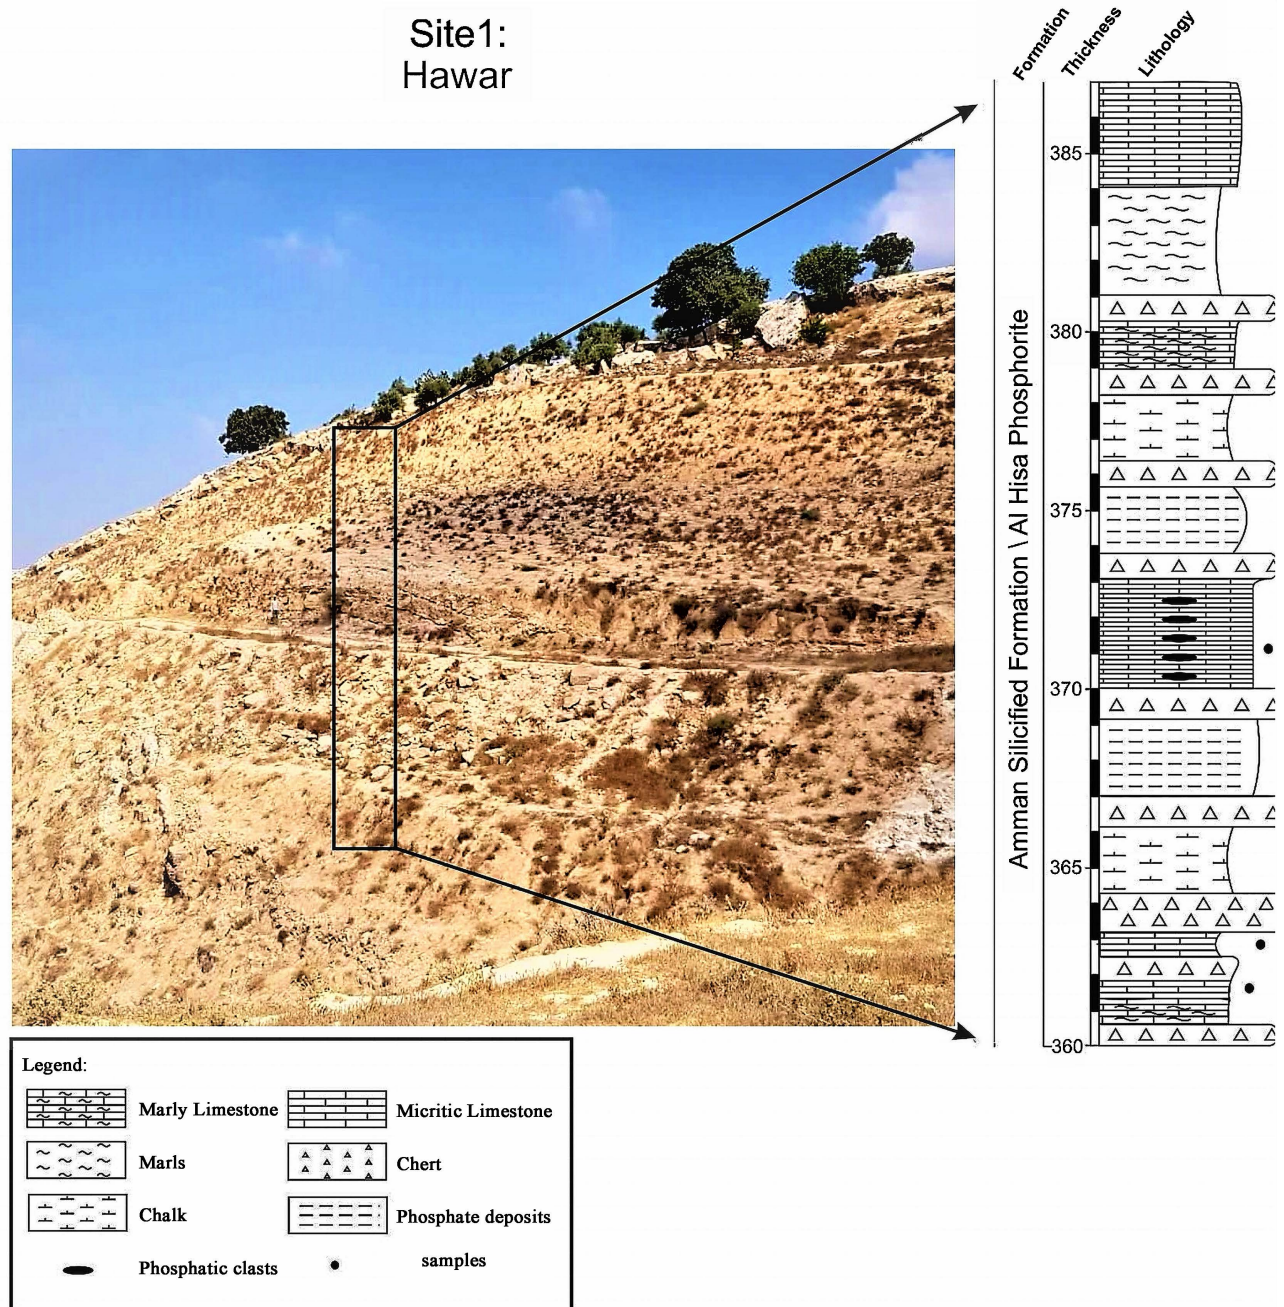 Site1:
Hawar
Formation
Thickness
Lithology
Amman Silicified Formation \ Al Hisa Phosphorite
385
380
375
370
365
360
Legend:
Marly Limestone
Micritic Limestone
Marls
Chert
Chalk
Phosphate deposits
Phosphatic clasts
samples